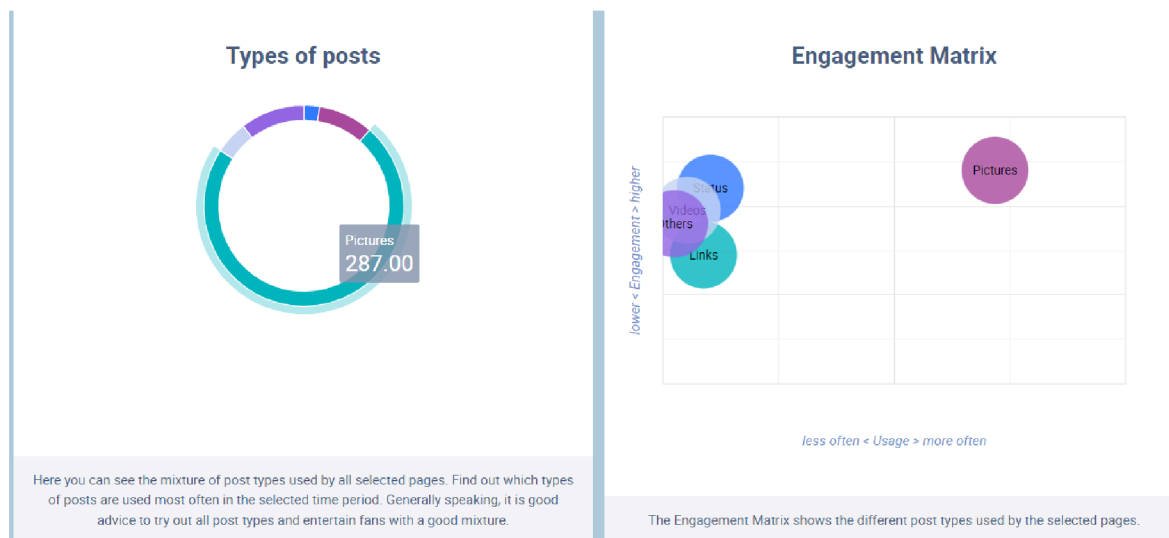 Types of posts
Pictures
287.00
Here you can see the mixture of post types used by all selected pages. Find out which types
of posts are used most often in the selected time period. Generally speaking, it is good
advice to try out all post types and entertain fans with a good mixture.
Engagement Matrix
lower < Engagement > higher
Pictures
Status
Videos
thers
Links
less often < Usage > more often
The Engagement Matrix shows the different post types used by the selected pages.